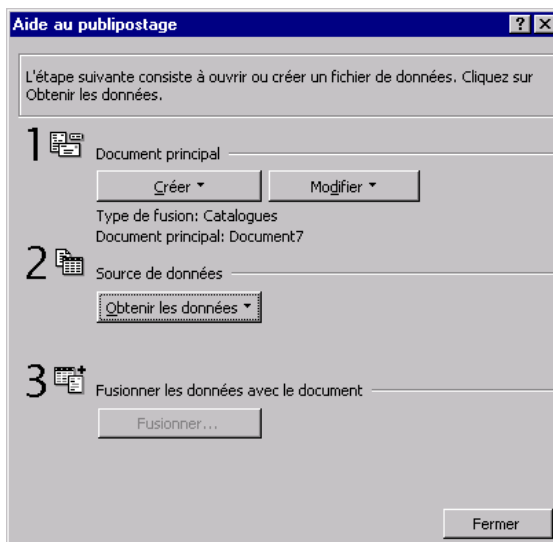 Aide au publipostage
L'étape suivante consiste à ouvrir ou créer un fichier de données. Cliquez sur
Obtenir les données.
1
Document principal
Créer
Modifier
Type de fusion: Catalogues
Document principal: Document7
2
Source de données
Obtenir les données
3
Fusionner les données avec le document
Fusionner...
Fermer